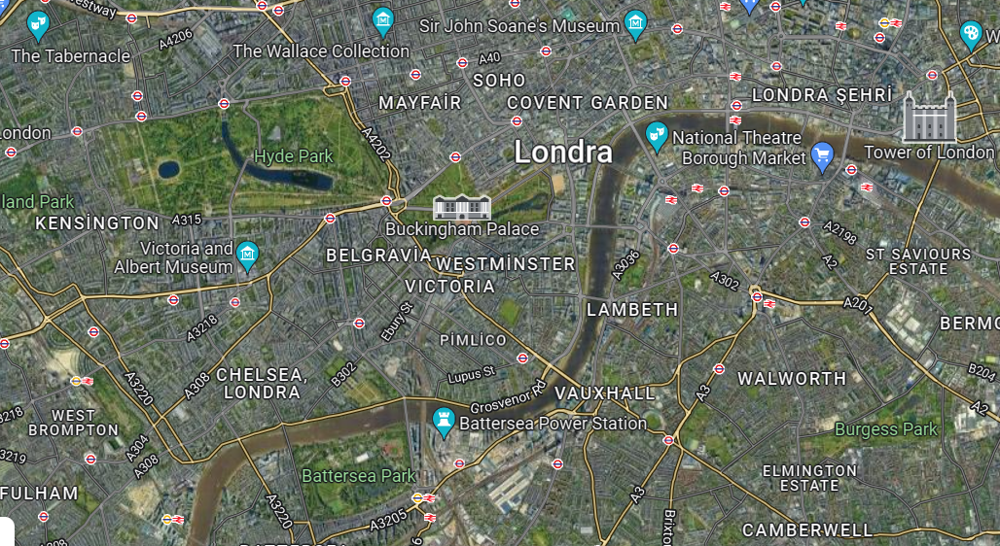 estway
The Tabernacle
A4206
The Wallace Collection
Sir John Soane's Museum
A40
SOHO
MAYFAİR
COVENT GARDEN
LONDRA ŞEHRİ
W
London
Hyde Park
A4202
Londra
National Theatre
Borough Market
Tower of London
land Park
KENSİNGTON
A315
Buckingham Palace
Victoria and
Albert Museum
BELGRAVİA
WESTMİNSTER
VICTORIA
A3036
A302
A2198
A2
ST SAVIOURS
ESTATE
A201
LAMBETH
BERMO
A3218
Ebury St
PİMLİCO
Lupus St
B302
CHELSEA,
LONDRA
A308
A3220
Grosvenor Rd
VAUXHALL
WALWORTH
A3
B204
A2
3218
WEST
BROMPTON
A304
A308
3219
Battersea Power Station
Burgess Park
Battersea Park
ELMINGTON
ESTATE
FULHAM
A3220
A3205
A3
Brixto
CAMBERWELL